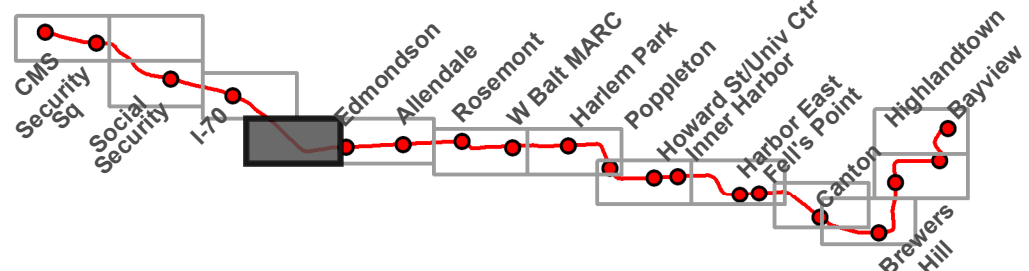 CMS
Security
Sq
Social
Security
I-70
Edmondson
Allendale
Rosemont
W Balt MARC
Harlem Park
Poppleton
Howard St/Univ Ctr
Inner Harbor
Harbor East
Fell's Point
Canton
Brewers
Hill
Highlandtown
Bayview